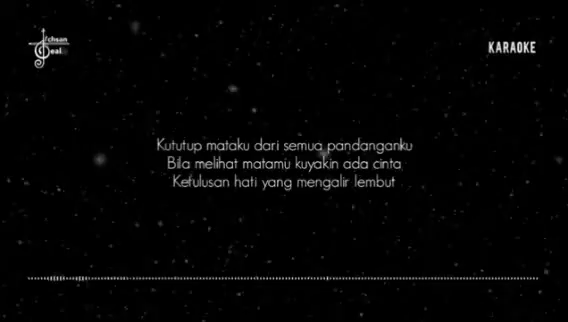 Ichsan
Deal
KARAOKE
Kututup mataku dari semua pandanganku
Bila melihat matamu kuyakin ada cinta
Ketulusan hati yang mengalir lembut